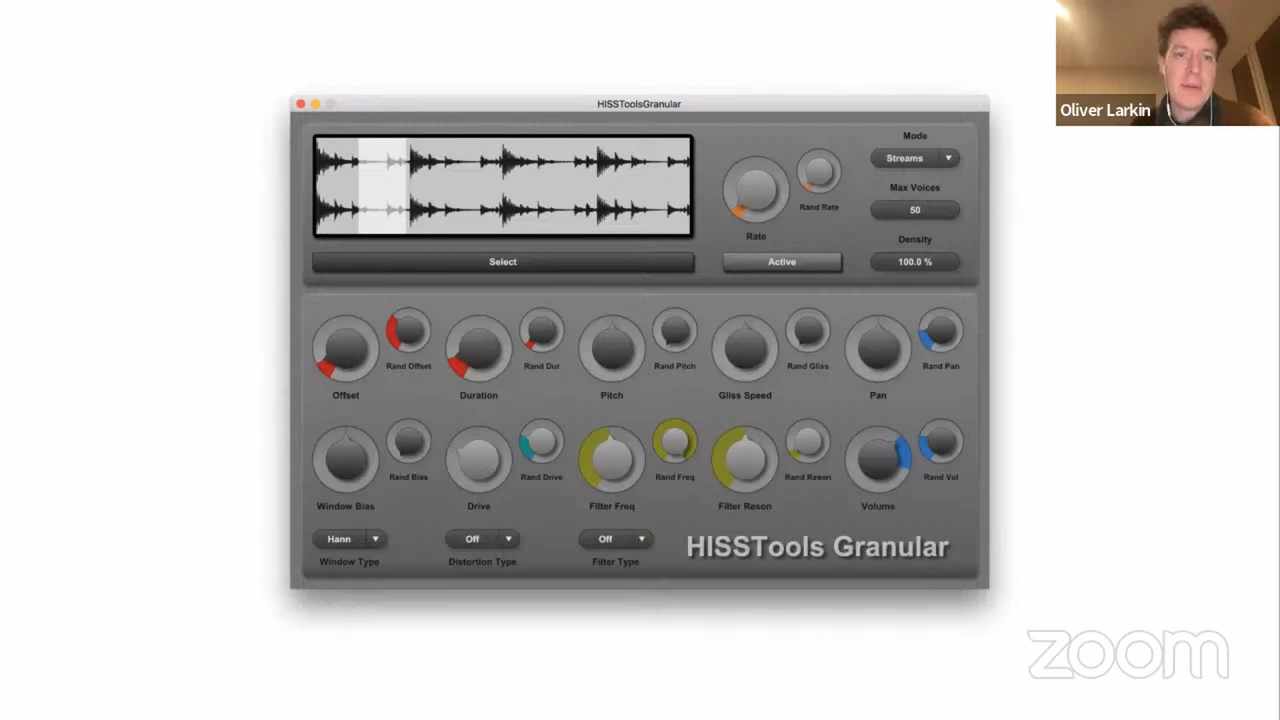 HISSToolsGranular
Oliver Larkin
Mode
Streams
Max Voices
50
Density
100.0 %
Rate
Rand Rate
Select
Active
Offset
Rand Offset
Duration
Rand Dur
Pitch
Rand Pitch
Gliss Speed
Rand Gliss
Pan
Rand Pan
Window Bias
Rand Bias
Drive
Rand Drive
Filter Freq
Rand Freq
Filter Reson
Rand Reson
Volume
Rand Vol
Hann
Window Type
Off
Distortion Type
Off
Filter Type
HISSTools Granular
zoom